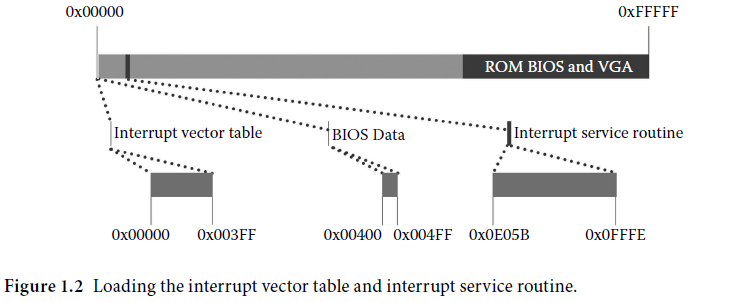 0x00000 0xFFFFF
ROM BIOS and VGA
Interrupt vector table BIOS Data Interrupt service routine
0x00000 0x003FF 0x00400 0x004FF 0x0E05B 0x0FFFE
Figure 1.2 Loading the interrupt vector table and interrupt service routine.